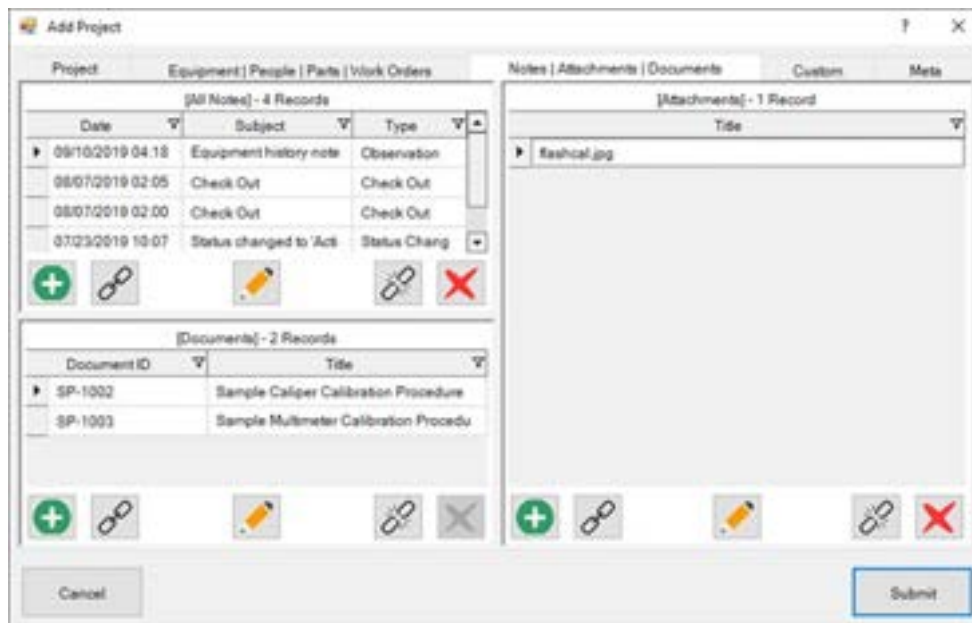 Add Project ? ×
Project Equipment | People | Parts | Work Orders Notes | Attachments | Documents Custom Meta
[All Notes] - 4 Records
Date Subject Type
09/10/2019 04:18 Equipment history note Observation
08/07/2019 02:05 Check Out Check Out
08/07/2019 02:00 Check Out Check Out
07/23/2019 10:07 Status changed to 'Acti Status Chang
[Documents] - 2 Records
Document ID Title
SP-1002 Sample Caliper Calibration Procedure
SP-1003 Sample Multimeter Calibration Procedu
[Attachments] - 1 Record
Title
flashcal.jpg
Cancel Submit